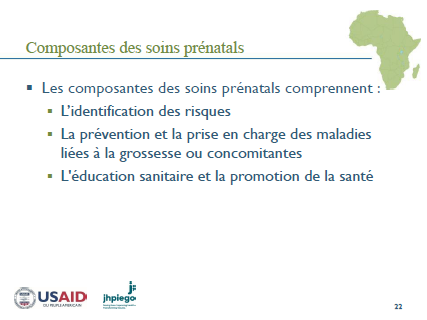 Composantes des soins prénatals
Les composantes des soins prénatals comprennent :
L'identification des risques
La prévention et la prise en charge des maladies
liées à la grossesse ou concomitantes
L'éducation sanitaire et la promotion de la santé
USAID
DU PEUPLE AMERICAIN
jhpiego
22